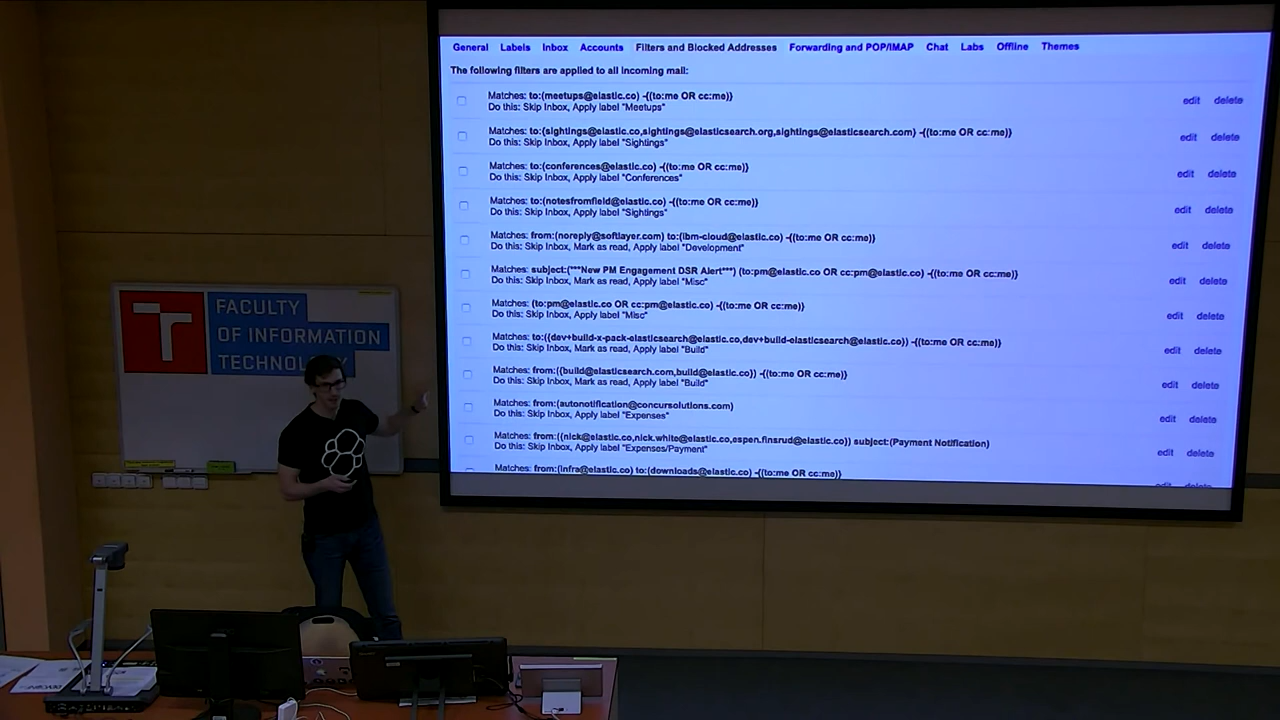 General Labels Inbox Accounts Filters and Blocked Addresses Forwarding and POP/IMAP Chat Labs Offline Themes
The following filters are applied to all incoming mail:
Matches: to:(meetups@elastic.co) -{(to:me OR cc:me)}
Do this: Skip Inbox, Apply label "Meetups"
edit delete
Matches: to:(sightings@elastic.co,sightings@elasticsearch.org,sightings@elasticsearch.com) -{(to:me OR cc:me)}
Do this: Skip Inbox, Apply label "Sightings"
edit delete
Matches: to:(conferences@elastic.co) -{(to:me OR cc:me)}
Do this: Skip Inbox, Apply label "Conferences"
edit delete
Matches: to:(notesfromfield@elastic.co) -{(to:me OR cc:me)}
Do this: Skip Inbox, Apply label "Sightings"
edit delete
Matches: from:(noreply@softlayer.com) to:(ibm-cloud@elastic.co) -{(to:me OR cc:me)}
Do this: Skip Inbox, Mark as read, Apply label "Development"
edit delete
Matches: subject:("**New PM Engagement DSR Alert***) (to:pm@elastic.co OR cc:pm@elastic.co) -{(to:me OR cc:me)}
Do this: Skip Inbox, Mark as read, Apply label "Misc"
edit delete
Matches: (to:pm@elastic.co OR cc:pm@elastic.co) -{(to:me OR cc:me)}
Do this: Skip Inbox, Apply label "Misc"
edit delete
Matches: to:({dev+build-x-pack-elasticsearch@elastic.co,dev+build-elasticsearch@elastic.co}) -{(to:me OR cc:me)}
Do this: Skip Inbox, Mark as read, Apply label "Build"
edit delete
Matches: from:({build@elasticsearch.com,build@elastic.co}) -{(to:me OR cc:me)}
Do this: Skip Inbox, Mark as read, Apply label "Build"
edit delete
Matches: from:(autonotification@concursolutions.com)
Do this: Skip Inbox, Apply label "Expenses"
edit delete
Matches: from:({nick@elastic.co,nick.white@elastic.co,espen.finsrud@elastic.co}) subject:(Payment Notification)
Do this: Skip Inbox, Apply label "Expenses/Payment"
edit delete
Matches: from:(infra@elastic.co) to:(downloads@elastic.co) -{(to:me OR cc:me)}
edit delete
FACULTY
OF INFORMATION
TECHNOLOGY